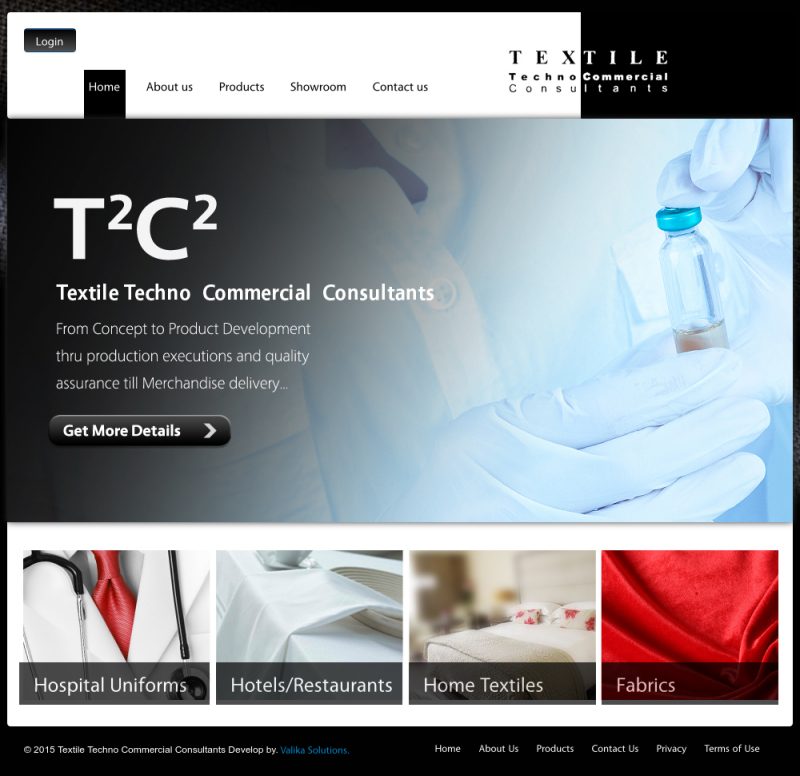 Login
TEXTILE
Techno Commercial
Consultants
Home About us Products Showroom Contact us
T²C²
Textile Techno Commercial Consultants
From Concept to Product Development
thru production executions and quality
assurance till Merchandise delivery...
Get More Details
Hospital Uniforms
Hotels/Restaurants
Home Textiles
Fabrics
© 2015 Textile Techno Commercial Consultants Develop by. Valika Solutions.
Home About Us Products Contact Us Privacy Terms of Use